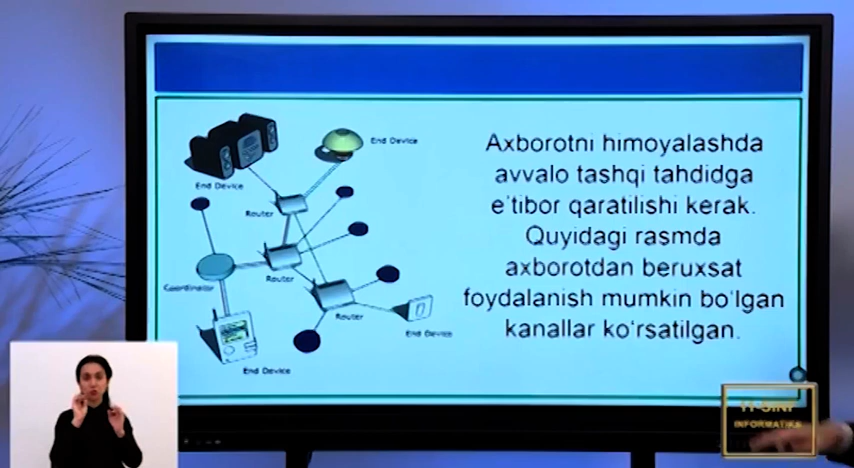 End Device
End Device
Router
Router
Coordinator
Router
End Device
End Device
Axborotni himoyalashda
avvalo tashqi tahdidga
e'tibor qaratilishi kerak.
Quyidagi rasmda
axborotdan beruxsat
foydalanish mumkin bo'lgan
kanallar ko'rsatilgan.
11-SINF
INFORMATIKA